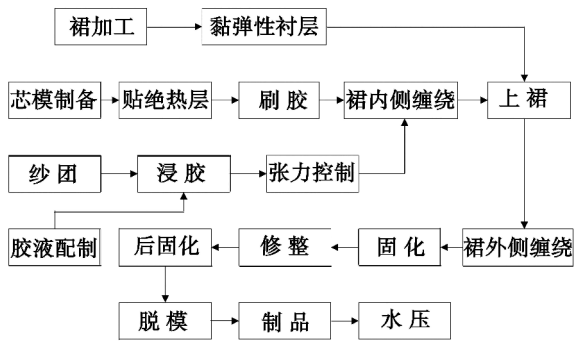 裙加工
黏弹性衬层
芯模制备
贴绝热层
刷胶
裙内侧缠绕
上裙
纱团
浸胶
张力控制
胶液配制
后固化
修整
固化
裙外侧缠绕
脱模
制品
水压